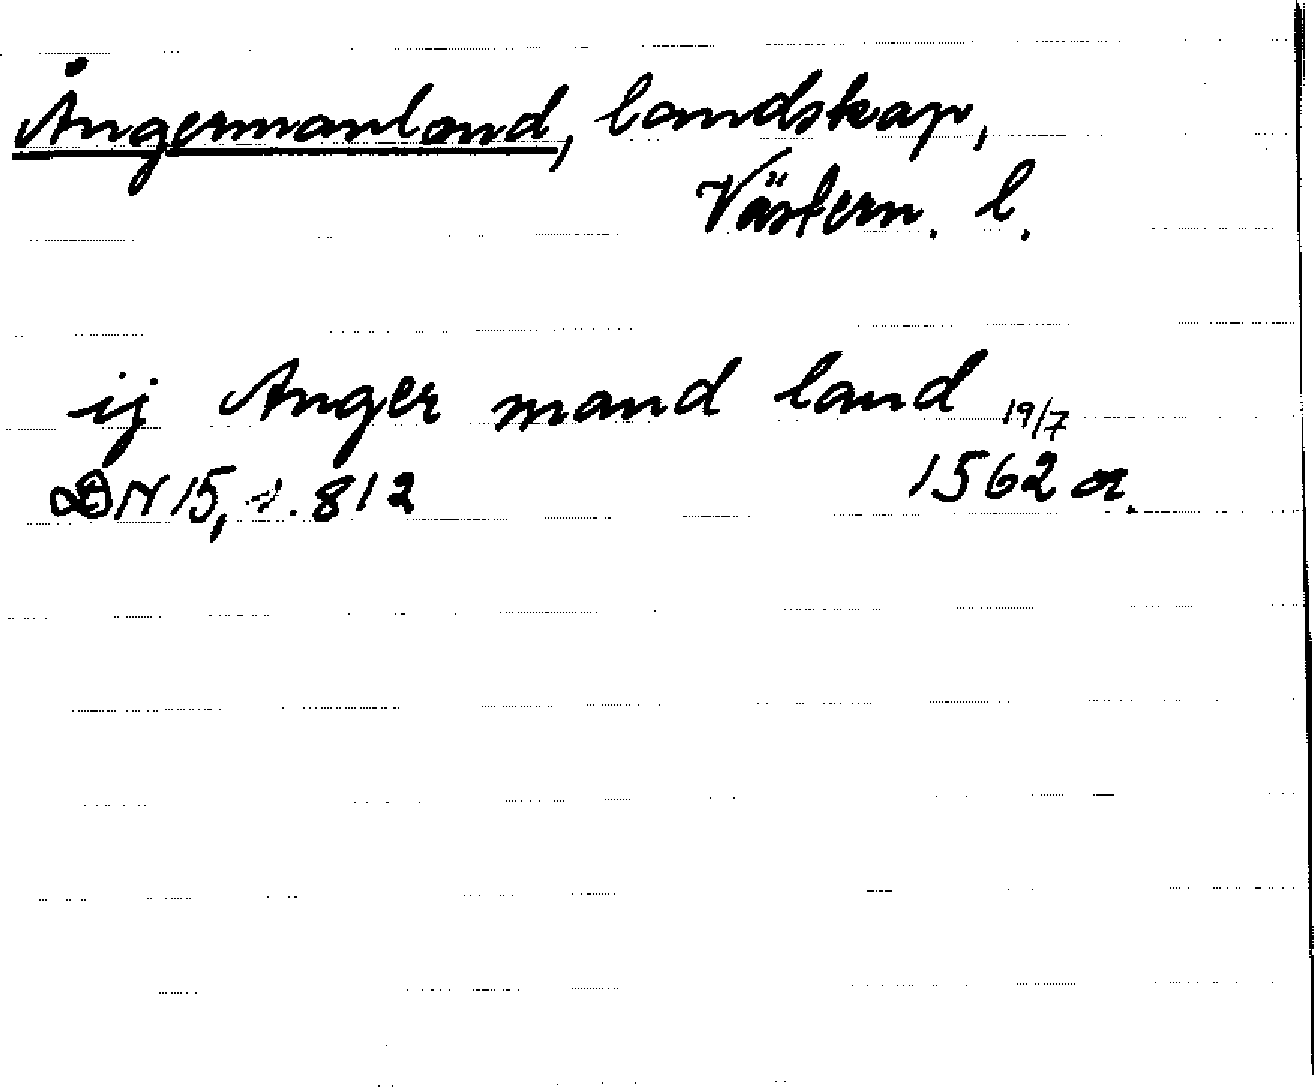 Ångermanland, landskap,
Västern. l.
ij Anger mand land 19/7
DN 15, s. 812 1562 or.